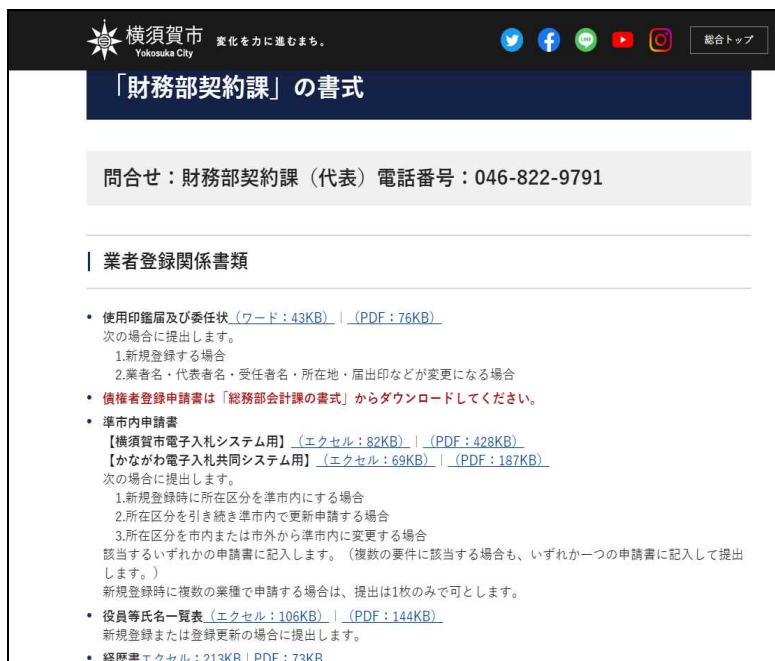 横須賀市 変化を力に進むまち。
Yokosuka City
総合トップ
「財務部契約課」の書式
問合せ：財務部契約課（代表）電話番号：046-822-9791
業者登録関係書類
• 使用印鑑届及び委任状（ワード：43KB）｜（PDF：76KB）
次の場合に提出します。
1.新規登録する場合
2.業者名・代表者名・受任者名・所在地・届出印などが変更になる場合
• 債権者登録申請書は「総務部会計課の書式」からダウンロードしてください。
• 準市内申請書
【横須賀市電子入札システム用】（エクセル：82KB）｜（PDF：428KB）
【かながわ電子入札共同システム用】（エクセル：69KB）｜（PDF：187KB）
次の場合に提出します。
1.新規登録時に所在区分を準市内にする場合
2.所在区分を引き続き準市内で更新申請する場合
3.所在区分を市内または市外から準市内に変更する場合
該当するいずれかの申請書に記入します。（複数の要件に該当する場合も、いずれか一つの申請書に記入して提出
します。）
新規登録時に複数の業種で申請する場合は、提出は1枚のみで可とします。
• 役員等氏名一覧表（エクセル：106KB）｜（PDF：144KB）
新規登録または登録更新の場合に提出します。
• 経歴書エクセル：213KB｜PDF：73KB